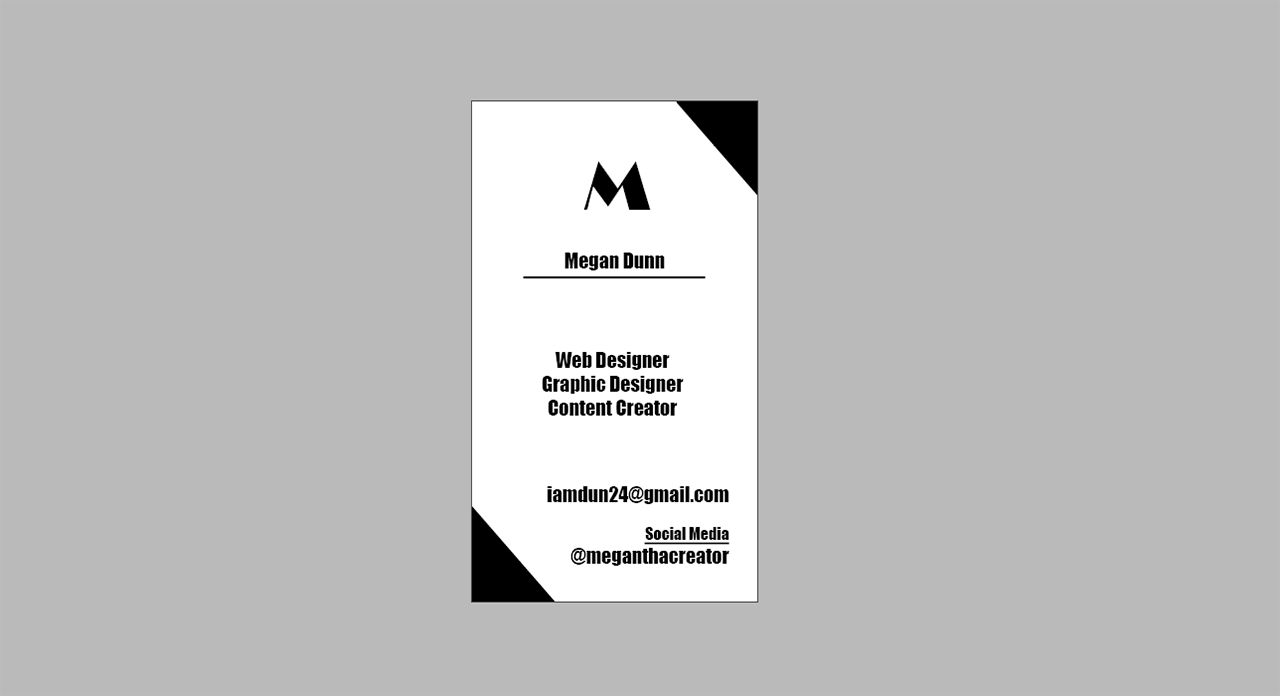 M
Megan Dunn
Web Designer
Graphic Designer
Content Creator
iamdun24@gmail.com
Social Media
@meganthacreator